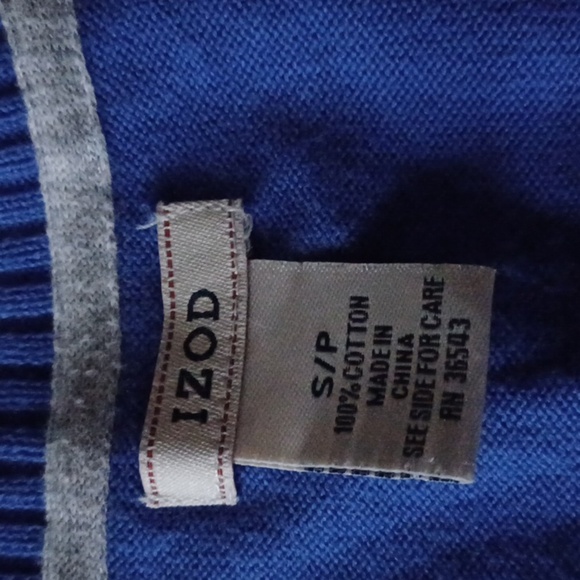 IZOD
S/P
100% COTTON
MADE IN
CHINA
SEE SIDE FOR CARE
RN 36543